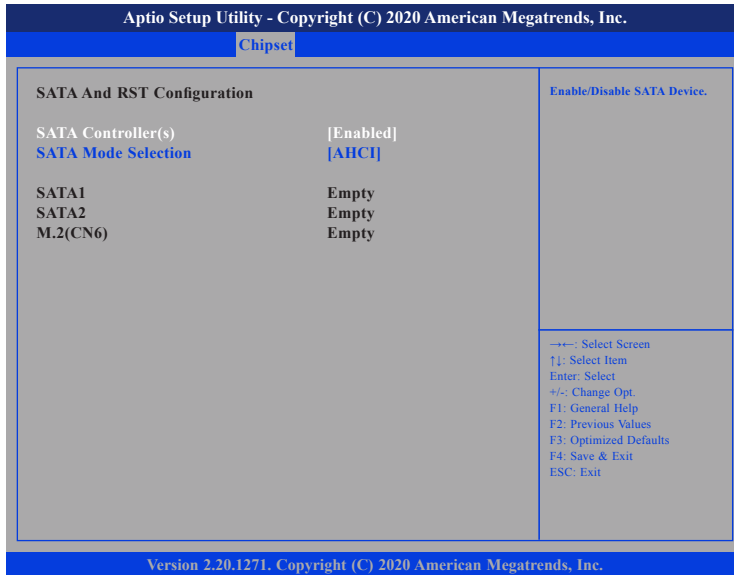 Aptio Setup Utility - Copyright (C) 2020 American Megatrends, Inc.
Chipset
SATA And RST Configuration
SATA Controller(s) [Enabled]
SATA Mode Selection [AHCI]
SATA1 Empty
SATA2 Empty
M.2(CN6) Empty
Enable/Disable SATA Device.
→←: Select Screen
↑↓: Select Item
Enter: Select
+/-: Change Opt.
F1: General Help
F2: Previous Values
F3: Optimized Defaults
F4: Save & Exit
ESC: Exit
Version 2.20.1271. Copyright (C) 2020 American Megatrends, Inc.